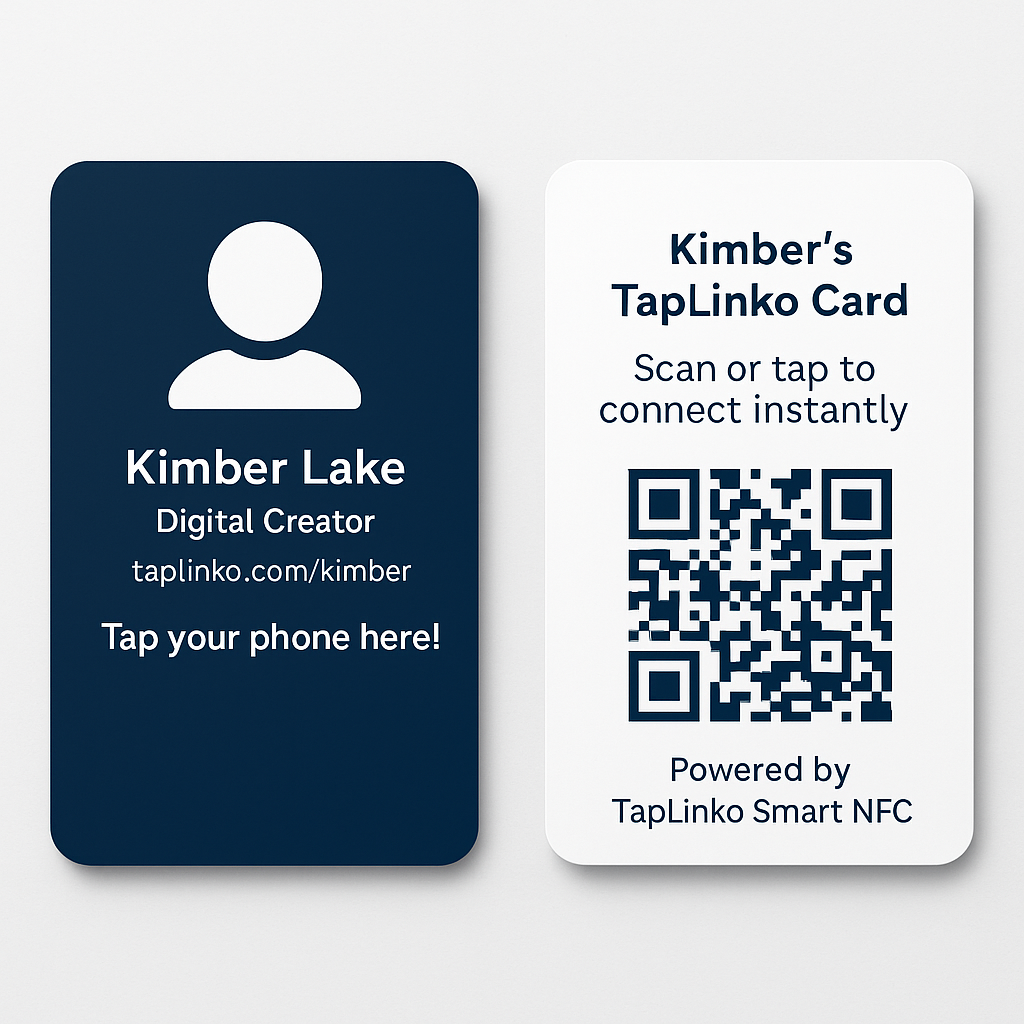 Kimber Lake
Digital Creator
taplinko.com/kimber
Tap your phone here!
Kimber’s
TapLinko Card
Scan or tap to
connect instantly
Powered by
TapLinko Smart NFC